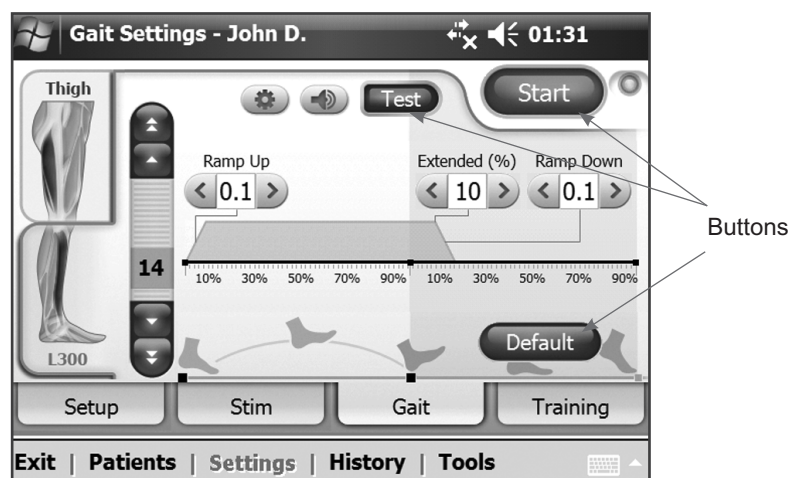 Gait Settings - John D. 01:31
Thigh
Test Start
Ramp Up Extended (%) Ramp Down
0.1 10 0.1
Buttons
14
10% 30% 50% 70% 90% 10% 30% 50% 70% 90%
Default
L300
Setup Stim Gait Training
Exit | Patients | Settings | History | Tools